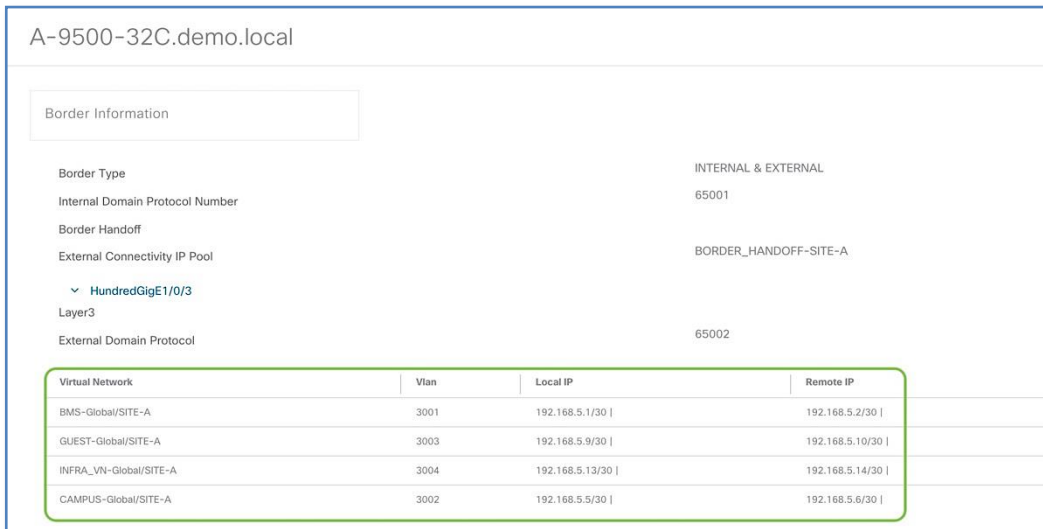 A-9500-32C.demo.local
Border Information
Border Type INTERNAL & EXTERNAL
Internal Domain Protocol Number 65001
Border Handoff
External Connectivity IP Pool BORDER_HANDOFF-SITE-A
HundredGigE1/0/3
Layer3
External Domain Protocol 65002
Virtual Network Vlan Local IP Remote IP
BMS-Global/SITE-A 3001 192.168.5.1/30 | 192.168.5.2/30 |
GUEST-Global/SITE-A 3003 192.168.5.9/30 | 192.168.5.10/30 |
INFRA_VN-Global/SITE-A 3004 192.168.5.13/30 | 192.168.5.14/30 |
CAMPUS-Global/SITE-A 3002 192.168.5.5/30 | 192.168.5.6/30 |